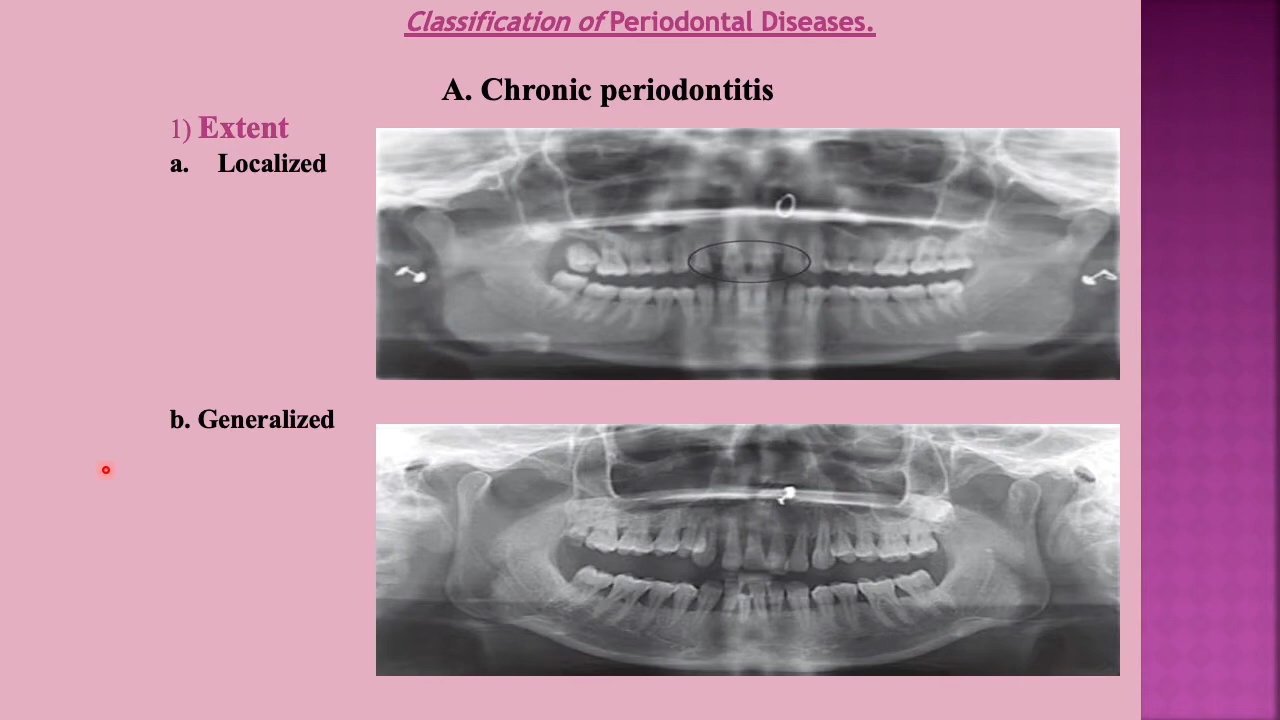 Classification of Periodontal Diseases.
A. Chronic periodontitis
1) Extent
a. Localized
b. Generalized